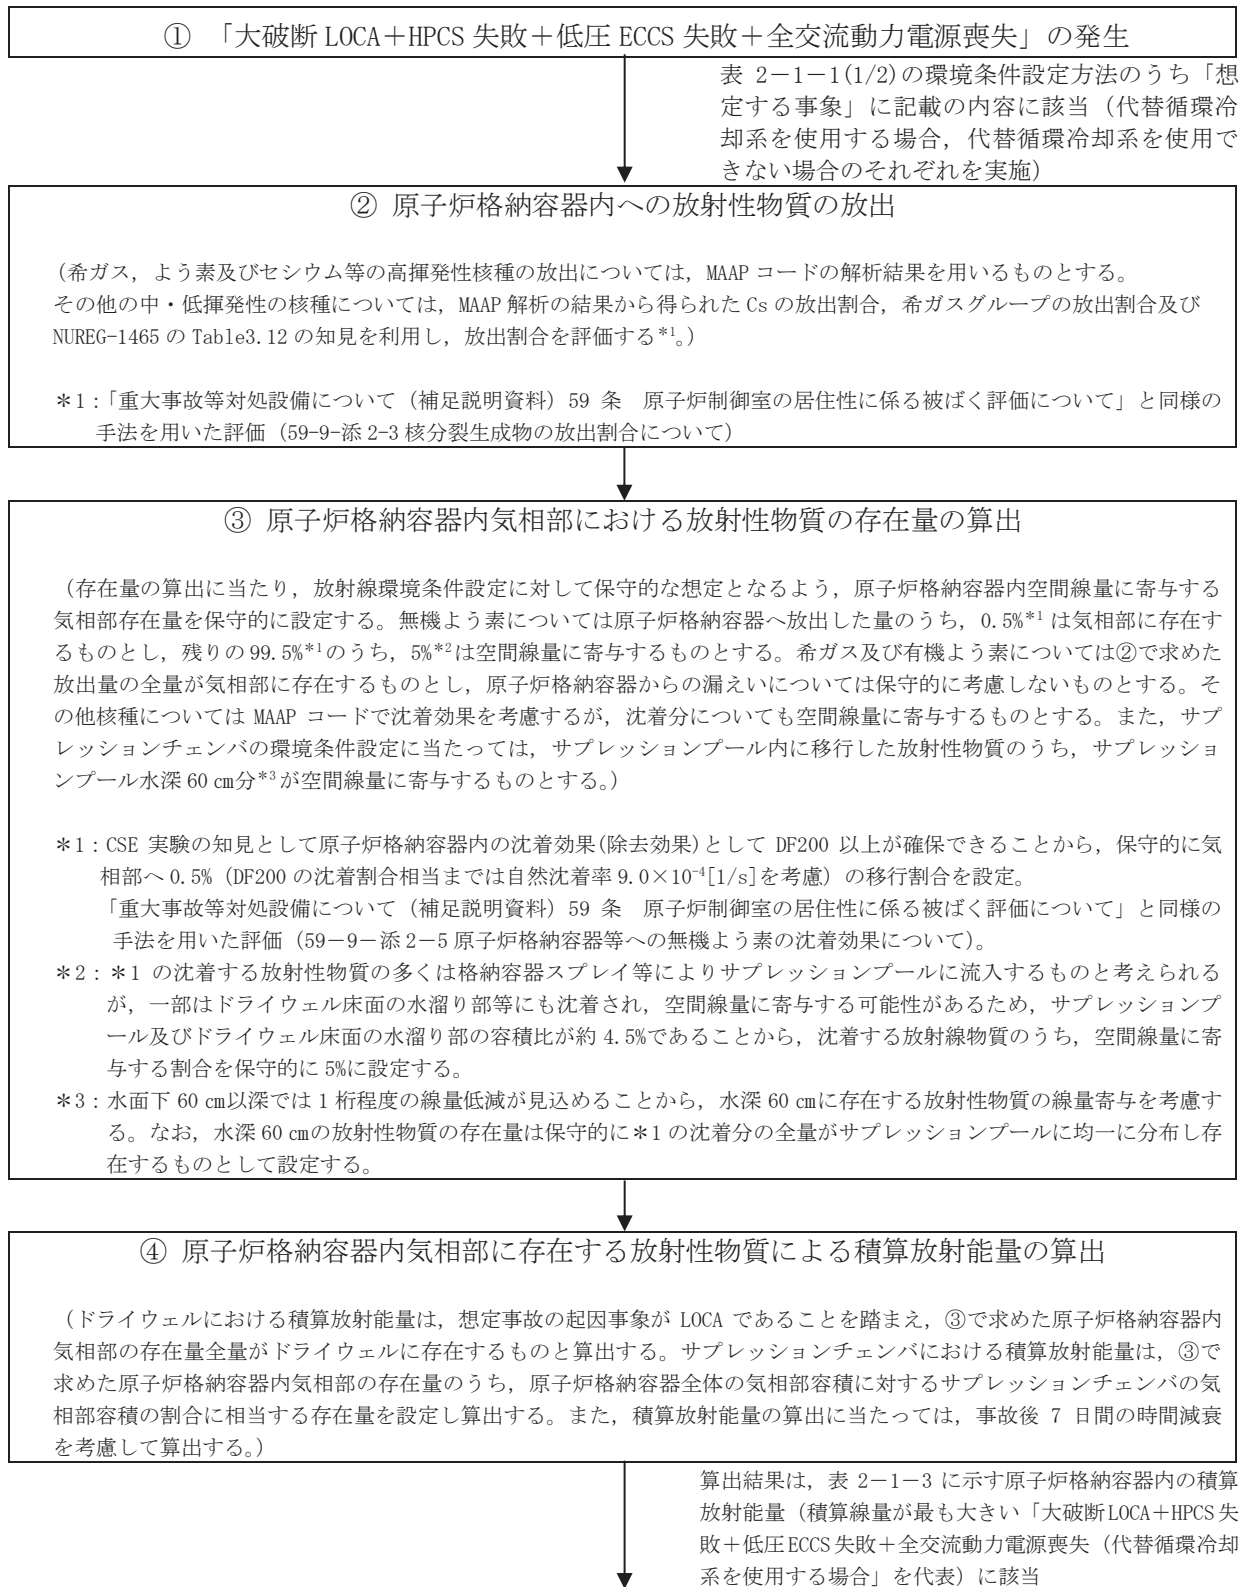 ① 「大破断 LOCA＋HPCS 失敗＋低圧 ECCS 失敗＋全交流動力電源喪失」の発生
表 2－1－1(1/2)の環境条件設定方法のうち「想
定する事象」に記載の内容に該当（代替循環冷
却系を使用する場合，代替循環冷却系を使用で
きない場合のそれぞれを実施）
② 原子炉格納容器内への放射性物質の放出
（希ガス，よう素及びセシウム等の高揮発性核種の放出については，MAAP コードの解析結果を用いるものとする。
その他の中・低揮発性の核種については，MAAP 解析の結果から得られた Cs の放出割合，希ガスグループの放出割合及び
NUREG-1465 の Table3.12 の知見を利用し，放出割合を評価する*1。）
＊1：「重大事故等対処設備について（補足説明資料）59 条　原子炉制御室の居住性に係る被ばく評価について」と同様の
手法を用いた評価（59-9-添 2-3 核分裂生成物の放出割合について）
③ 原子炉格納容器内気相部における放射性物質の存在量の算出
（存在量の算出に当たり，放射線環境条件設定に対して保守的な想定となるよう，原子炉格納容器内空間線量に寄与する
気相部存在量を保守的に設定する。無機よう素については原子炉格納容器へ放出した量のうち，0.5%*1 は気相部に存在す
るものとし，残りの 99.5%*1のうち，5%*2は空間線量に寄与するものとする。希ガス及び有機よう素については②で求めた
放出量の全量が気相部に存在するものとし，原子炉格納容器からの漏えいについては保守的に考慮しないものとする。そ
の他核種については MAAP コードで沈着効果を考慮するが，沈着分についても空間線量に寄与するものとする。また，サプ
レッションチェンバの環境条件設定に当たっては，サプレッションプール内に移行した放射性物質のうち，サプレッショ
ンプール水深 60 ㎝分*3が空間線量に寄与するものとする。）
＊1：CSE 実験の知見として原子炉格納容器内の沈着効果(除去効果)として DF200 以上が確保できることから，保守的に気
相部へ 0.5%（DF200 の沈着割合相当までは自然沈着率 9.0×10-4[1/s]を考慮）の移行割合を設定。
「重大事故等対処設備について（補足説明資料）59 条　原子炉制御室の居住性に係る被ばく評価について」と同様の
手法を用いた評価（59－9－添 2－5 原子炉格納容器等への無機よう素の沈着効果について）。
＊2：＊1 の沈着する放射性物質の多くは格納容器スプレイ等によりサプレッションプールに流入するものと考えられる
が，一部はドライウェル床面の水溜り部等にも沈着され，空間線量に寄与する可能性があるため，サプレッションプ
ール及びドライウェル床面の水溜り部の容積比が約 4.5%であることから，沈着する放射線物質のうち，空間線量に寄
与する割合を保守的に 5%に設定する。
＊3：水面下 60 ㎝以深では 1 桁程度の線量低減が見込めることから，水深 60 ㎝に存在する放射性物質の線量寄与を考慮す
る。なお，水深 60 ㎝の放射性物質の存在量は保守的に＊1 の沈着分の全量がサプレッションプールに均一に分布し存
在するものとして設定する。
④ 原子炉格納容器内気相部に存在する放射性物質による積算放射能量の算出
（ドライウェルにおける積算放射能量は，想定事故の起因事象が LOCA であることを踏まえ，③で求めた原子炉格納容器内
気相部の存在量全量がドライウェルに存在するものと算出する。サプレッションチェンバにおける積算放射能量は，③で
求めた原子炉格納容器内気相部の存在量のうち，原子炉格納容器全体の気相部容積に対するサプレッションチェンバの気
相部容積の割合に相当する存在量を設定し算出する。また，積算放射能量の算出に当たっては，事故後 7 日間の時間減衰
を考慮して算出する。）
算出結果は，表 2－1－3 に示す原子炉格納容器内の積算
放射能量（積算線量が最も大きい「大破断LOCA＋HPCS失
敗＋低圧ECCS失敗＋全交流動力電源喪失（代替循環冷却
系を使用する場合」を代表）に該当